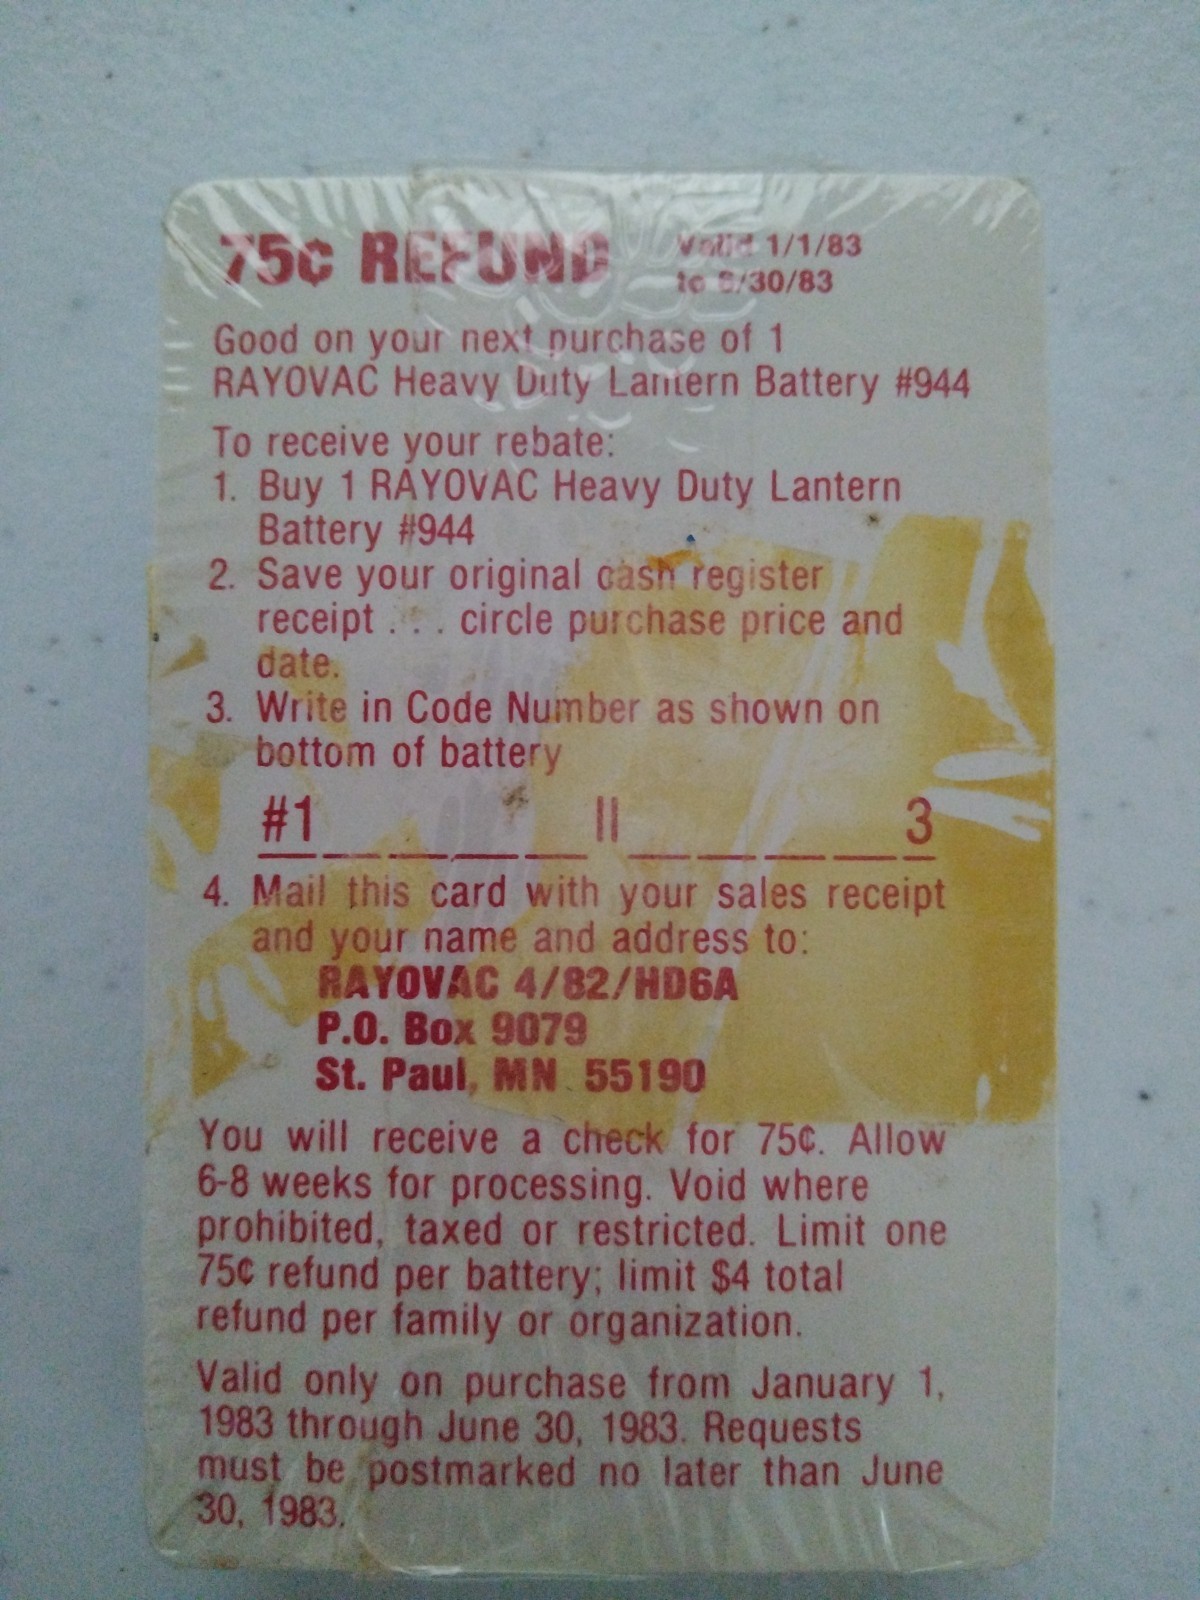 75¢ REFUND Valid 1/1/83
to 6/30/83
Good on your next purchase of 1
RAYOVAC Heavy Duty Lantern Battery #944
To receive your rebate:
1. Buy 1 RAYOVAC Heavy Duty Lantern
Battery #944
2. Save your original cash register
receipt . . . circle purchase price and
date.
3. Write in Code Number as shown on
bottom of battery
#1 || 3
4. Mail this card with your sales receipt
and your name and address to:
RAYOVAC 4/82/HD6A
P.O. Box 9079
St. Paul, MN 55190
You will receive a check for 75¢. Allow
6-8 weeks for processing. Void where
prohibited, taxed or restricted. Limit one
75¢ refund per battery; limit $4 total
refund per family or organization.
Valid only on purchase from January 1,
1983 through June 30, 1983. Requests
must be postmarked no later than June
30, 1983.